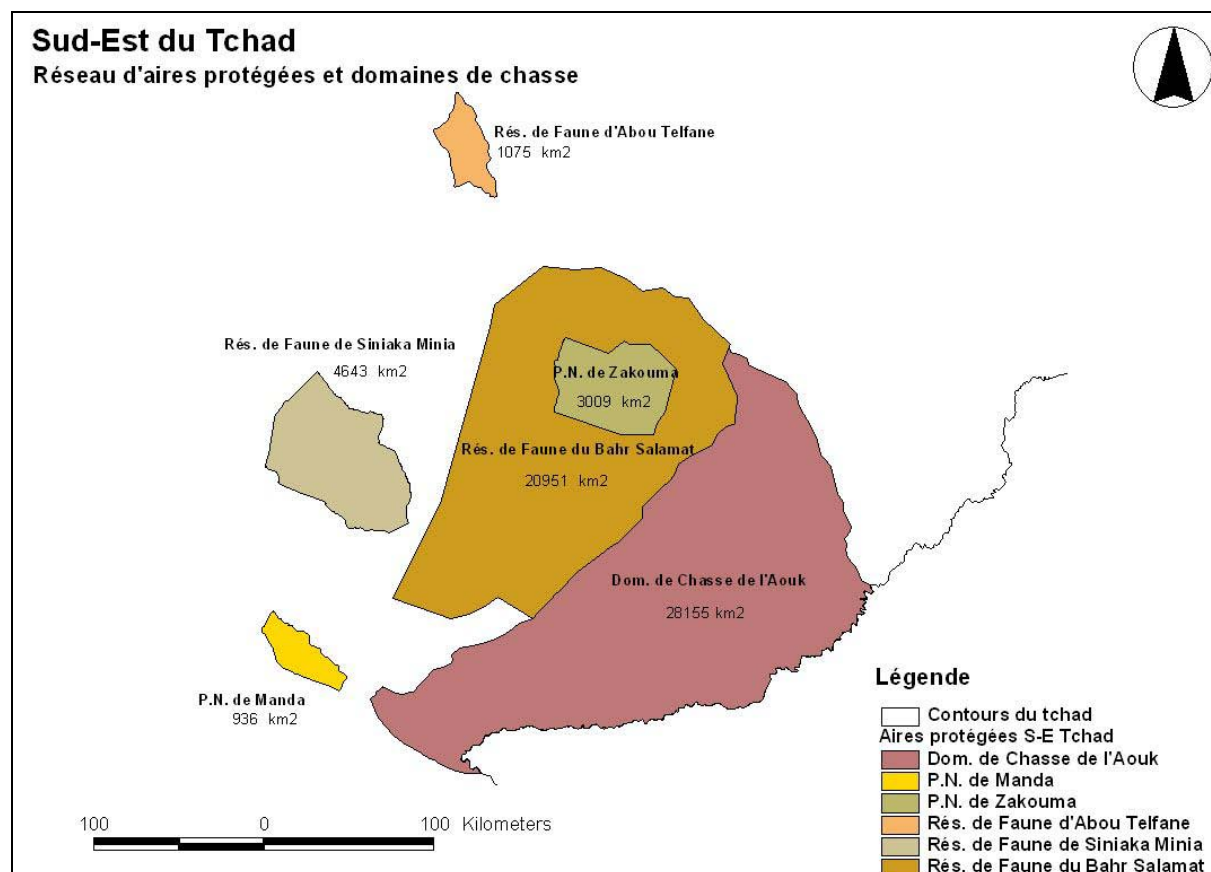 Sud-Est du Tchad
Réseau d'aires protégées et domaines de chasse
Rés. de Faune d'Abou Telfane
1075 km2
Rés. de Faune de Siniaka Minia
4643 km2
P.N. de Zakouma
3009 km2
Rés. de Faune du Bahr Salamat
20951 km2
Dom. de Chasse de l'Aouk
28155 km2
P.N. de Manda
936 km2
100 0 100 Kilometers
Légende
Contours du tchad
Aires protégées S-E Tchad
Dom. de Chasse de l'Aouk
P.N. de Manda
P.N. de Zakouma
Rés. de Faune d'Abou Telfane
Rés. de Faune de Siniaka Minia
Rés. de Faune du Bahr Salamat